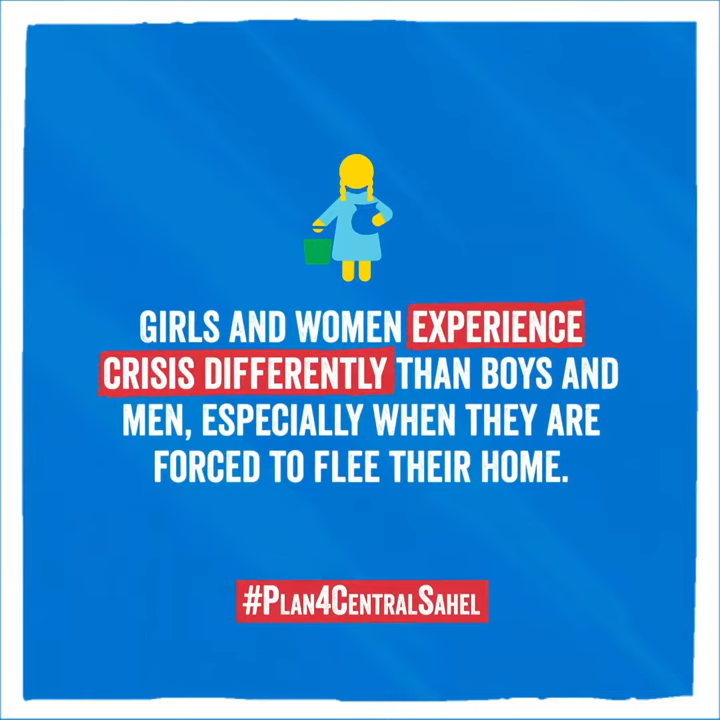 GIRLS AND WOMEN EXPERIENCE
CRISIS DIFFERENTLY THAN BOYS AND
MEN, ESPECIALLY WHEN THEY ARE
FORCED TO FLEE THEIR HOME.
#PLAN4CENTRALSAHEL